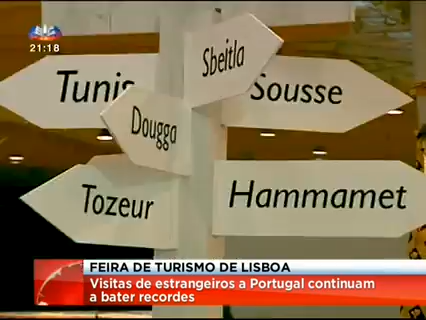 SIC
21:18
Sbeitla
Tunis
Sousse
Dougga
Tozeur
Hammamet
FEIRA DE TURISMO DE LISBOA
Visitas de estrangeiros a Portugal continuam
a bater recordes